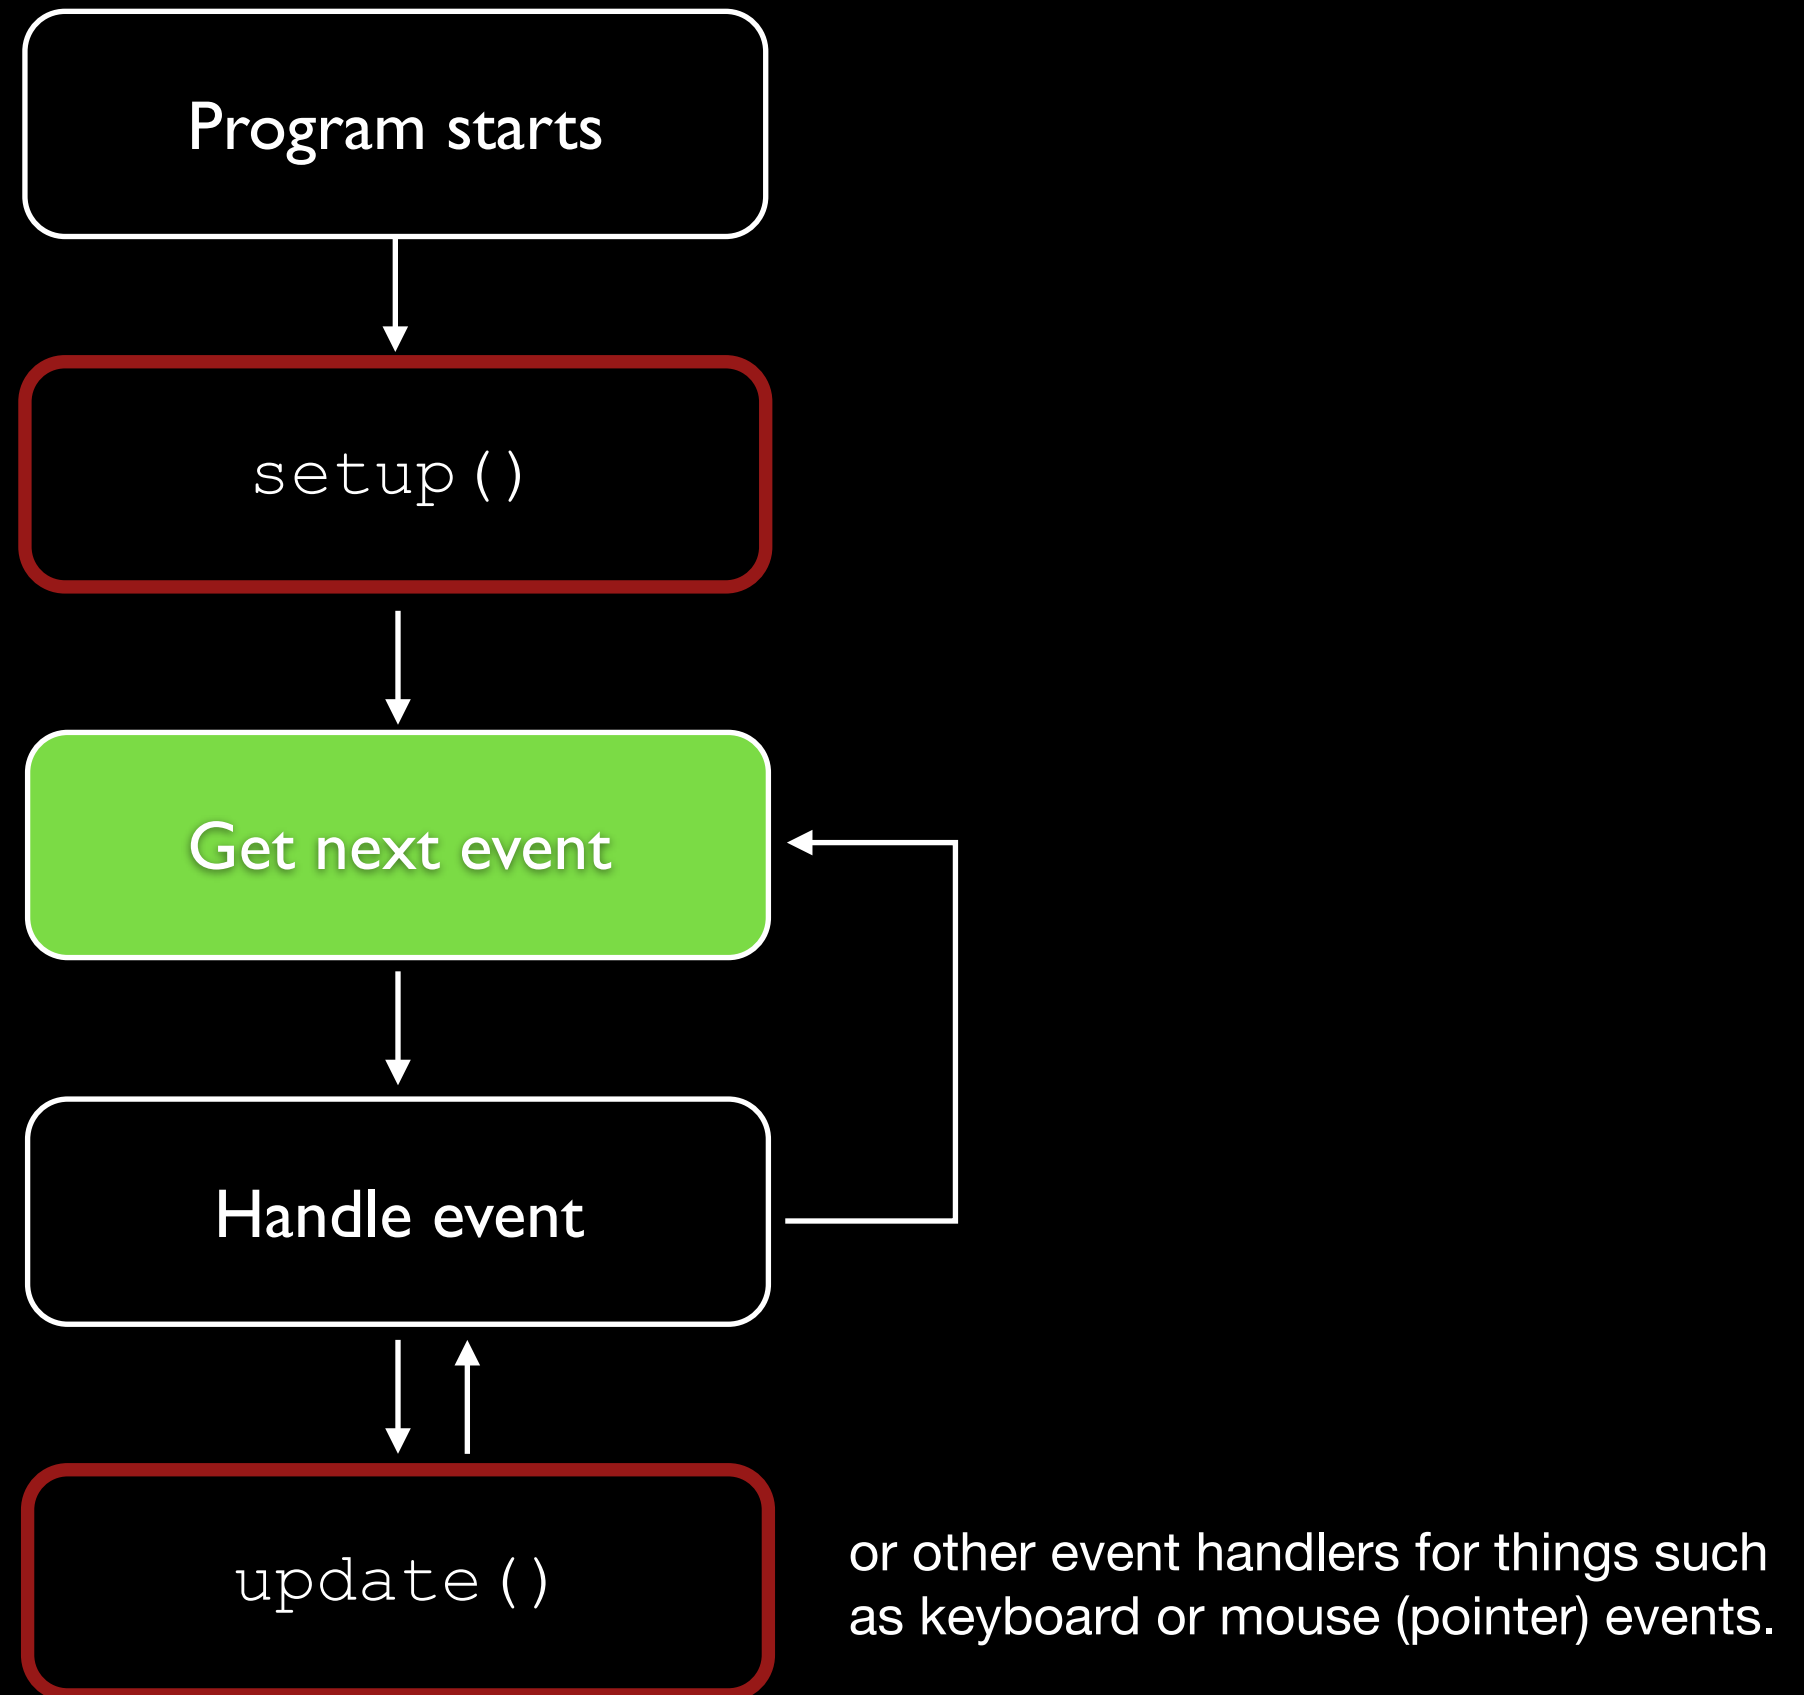 Program starts
setup()
Get next event
Handle event
update()
or other event handlers for things such
as keyboard or mouse (pointer) events.